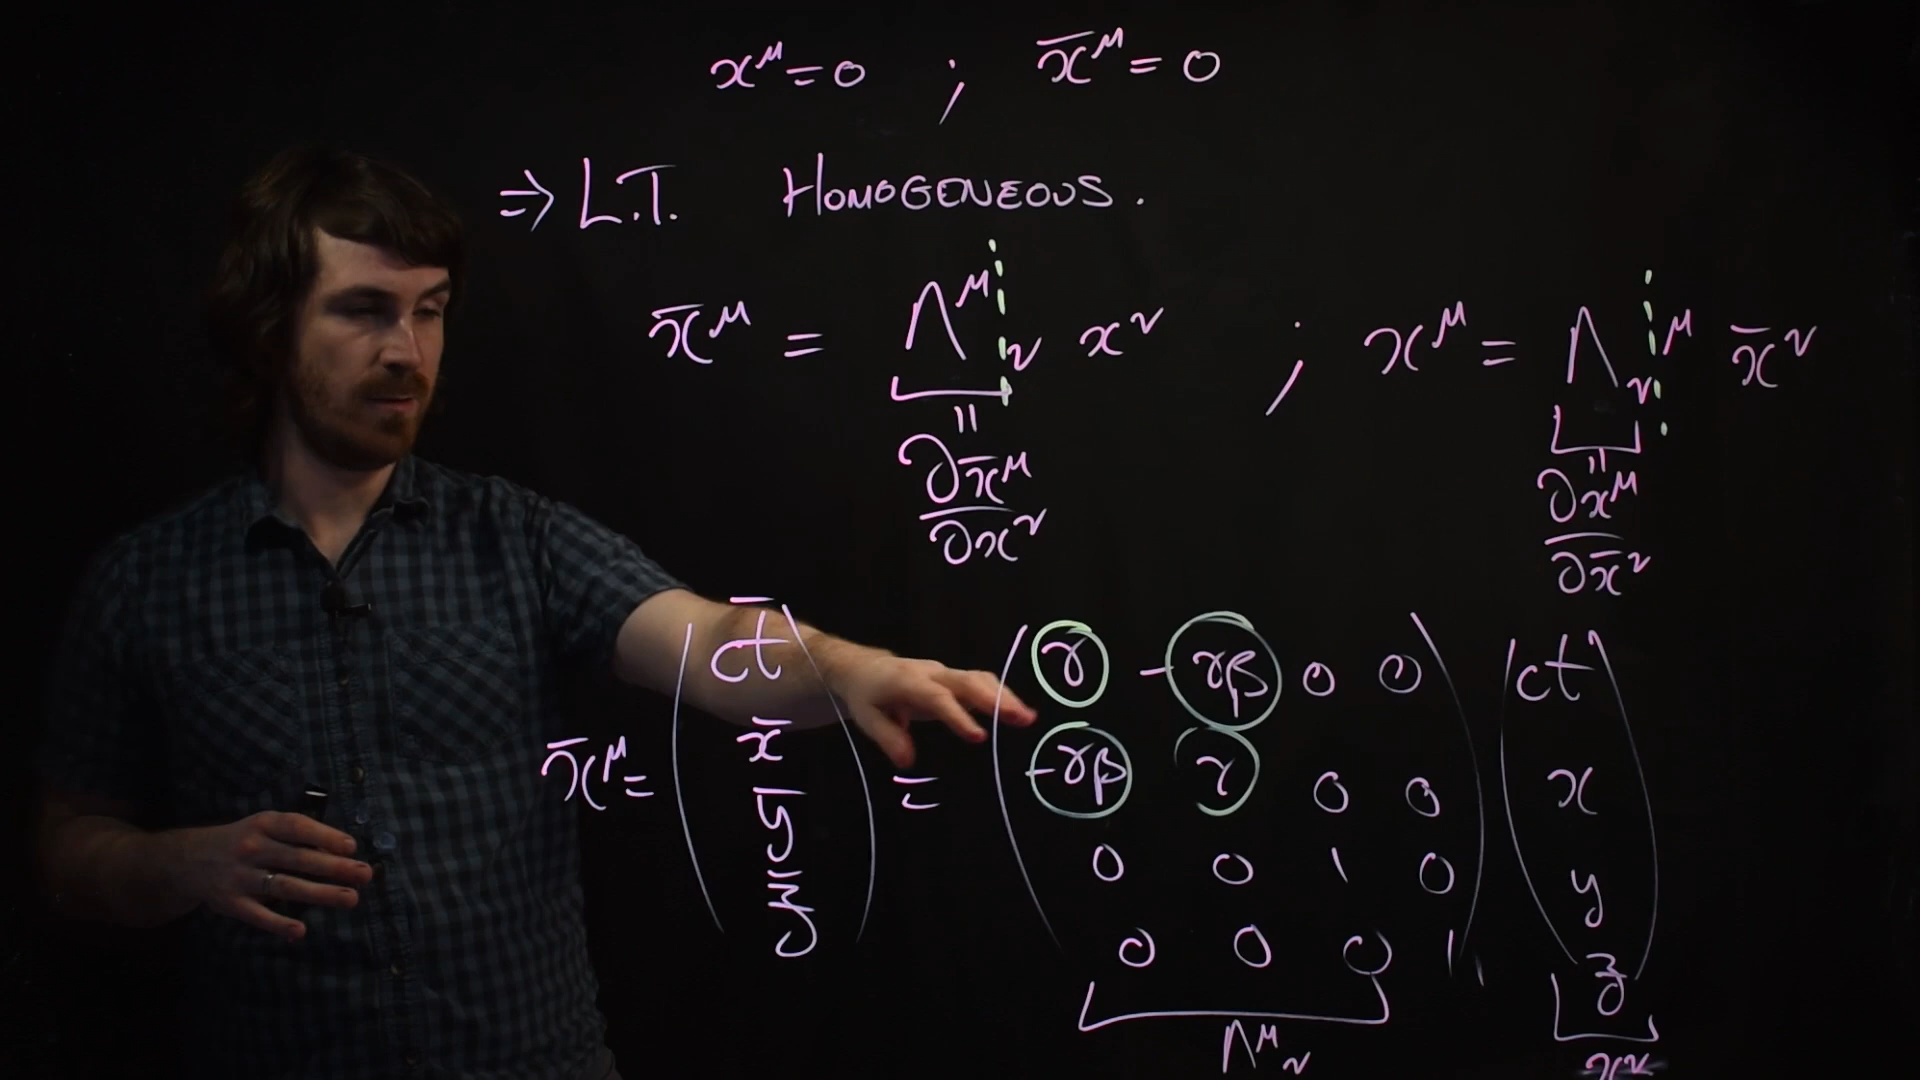 x^μ = 0 ; x̄^μ = 0
⇒ L.T. HOMOGENEOUS.
x̄^μ = Λ^μ_ν x^ν ; x^μ = Λ_ν^μ x̄^ν
= ∂x̄^μ/∂x^ν = ∂x^μ/∂x̄^ν
x̄^μ = ( c̄t̄ x̄ ȳ z̄ ) = ( γ -γβ 0 0
-γβ γ 0 0
0 0 1 0
0 0 0 1 ) ( ct x y z )
Λ^μ_ν x^ν